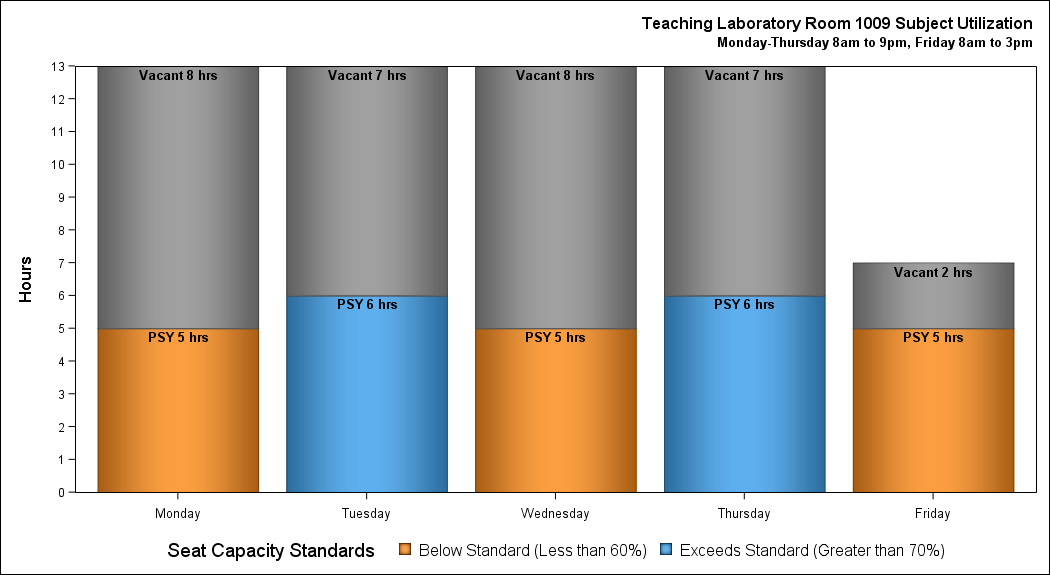 Teaching Laboratory Room 1009 Subject Utilization
Monday-Thursday 8am to 9pm, Friday 8am to 3pm
Hours
13
12
11
10
9
8
7
6
5
4
3
2
1
0
Vacant 8 hrs
Vacant 7 hrs
Vacant 8 hrs
Vacant 7 hrs
Vacant 2 hrs
PSY 5 hrs
PSY 6 hrs
PSY 5 hrs
PSY 6 hrs
PSY 5 hrs
Monday
Tuesday
Wednesday
Thursday
Friday
Seat Capacity Standards Below Standard (Less than 60%) Exceeds Standard (Greater than 70%)